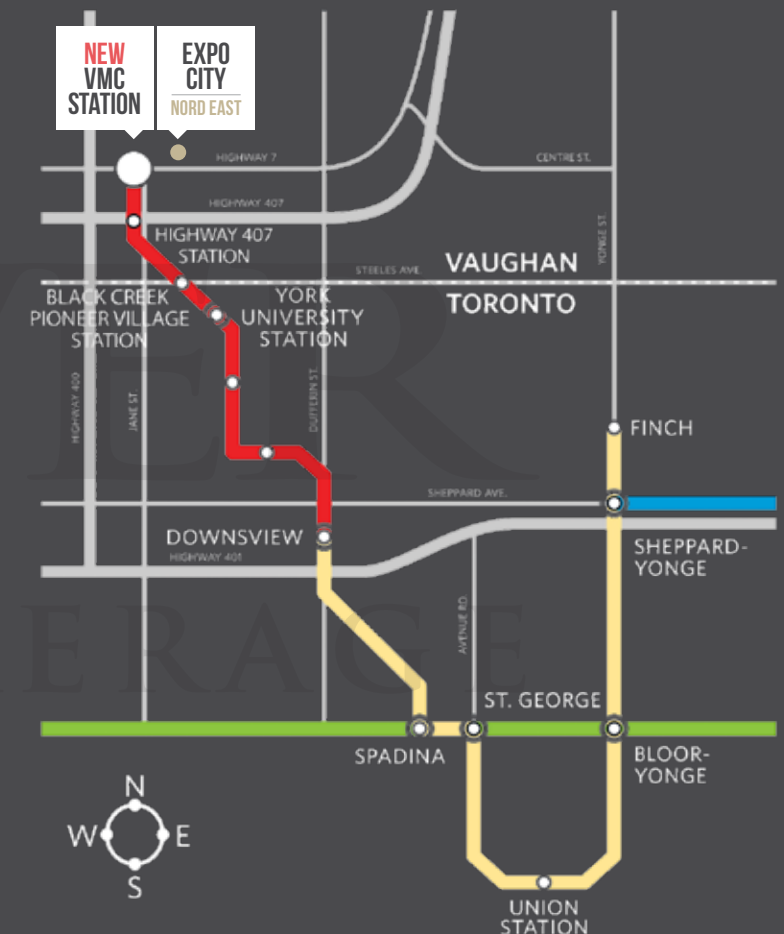 NEW
VMC
STATION
EXPO
CITY
NORD EAST
HIGHWAY 7
CENTRE ST.
HIGHWAY 407
HIGHWAY 407
STATION
YONGE ST.
STEELES AVE.
VAUGHAN
TORONTO
BLACK CREEK
PIONEER VILLAGE
STATION
YORK
UNIVERSITY
STATION
HIGHWAY 400
JANE ST.
DUFFERIN ST.
FINCH
SHEPPARD AVE.
DOWNSVIEW
HIGHWAY 401
SHEPPARD-
YONGE
AVENUE RD.
ST. GEORGE
SPADINA
BLOOR-
YONGE
N
W
E
S
UNION
STATION